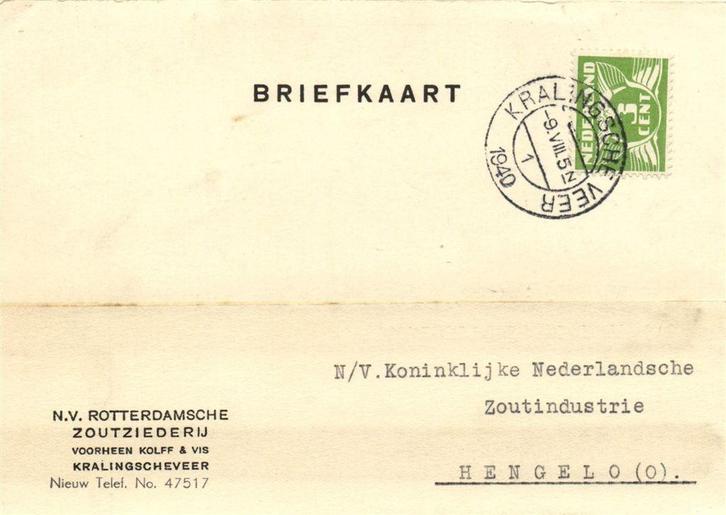 BRIEFKAART
NEDERLAND
3
CENT
KRALINGSCHE VEER
-9.VIII.5 N
1
1940
N/V.Koninklijke Nederlandsche
Zoutindustrie
HENGELO (O).
N.V. ROTTERDAMSCHE
ZOUTZIEDERIJ
VOORHEEN KOLFF & VIS
KRALINGSCHEVEER
Nieuw Telef. No. 47517